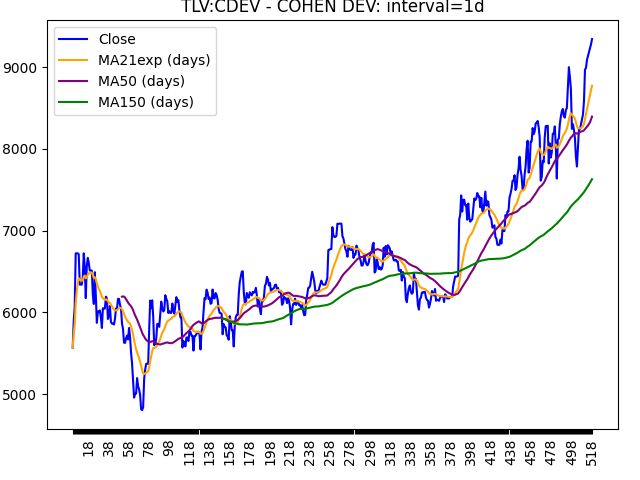 TLV:CDEV - COHEN DEV: interval=1d
Close
MA21exp (days)
MA50 (days)
MA150 (days)
9000
8000
7000
6000
5000
18 38 58 78 98 118 138 158 178 198 218 238 258 278 298 318 338 358 378 398 418 438 458 478 498 518